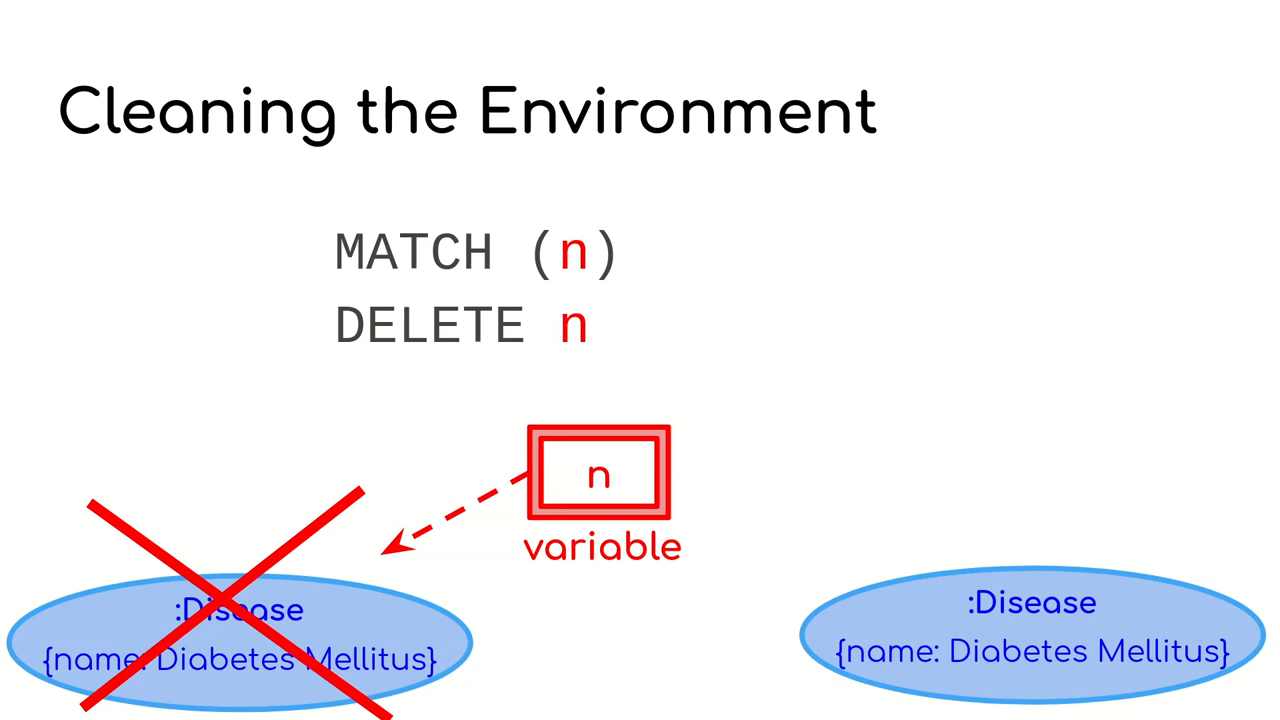 Cleaning the Environment
MATCH (n)
DELETE n
n
variable
:Disease
{name: Diabetes Mellitus}
:Disease
{name: Diabetes Mellitus}